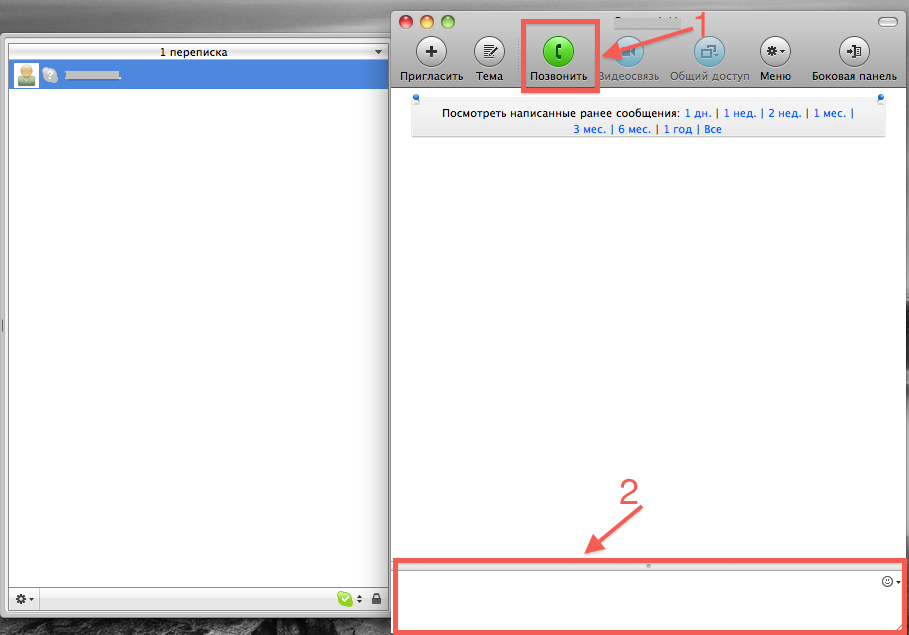 1 переписка
1
Пригласить Тема Позвонить Видеосвязь Общий доступ Меню Боковая панель
Посмотреть написанные ранее сообщения: 1 дн. | 1 нед. | 2 нед. | 1 мес. |
3 мес. | 6 мес. | 1 год | Все
2